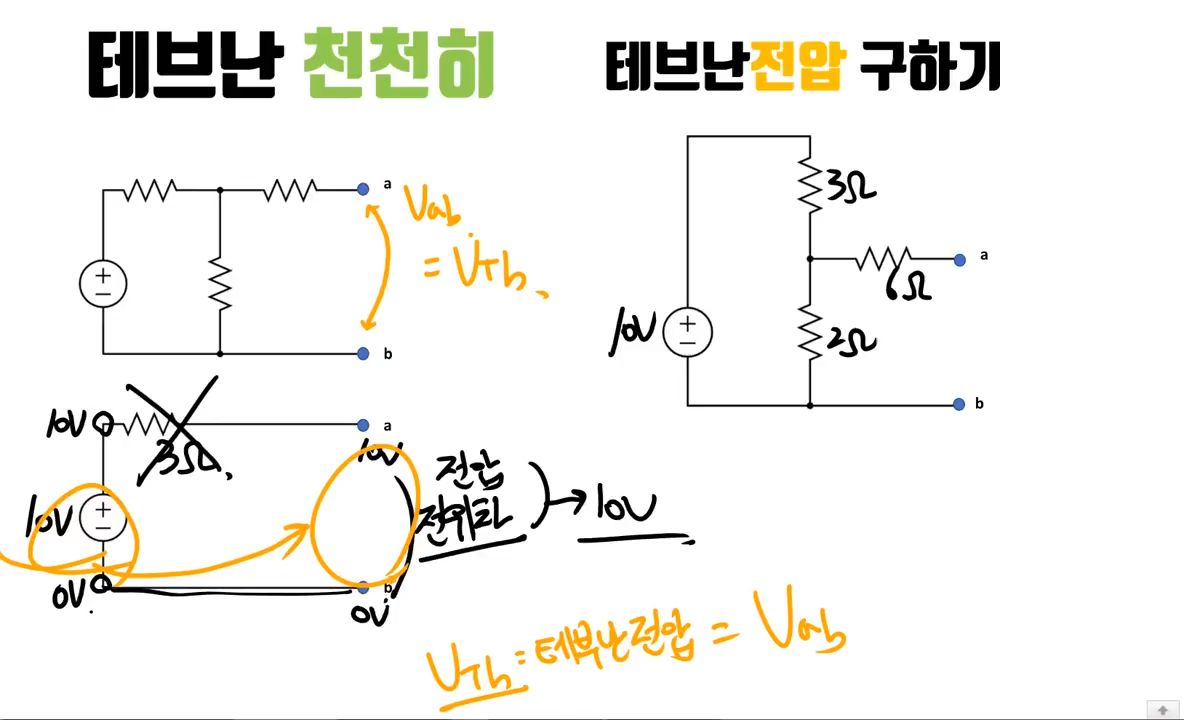 테브난 천천히
a
Vab
= VTh
b
10V
a
3Ω
10V
10V
전압
전위차
→ 10V
0V
b
0V
VTh = 테브난전압 = Vab
테브난전압 구하기
3Ω
a
6Ω
10V
2Ω
b